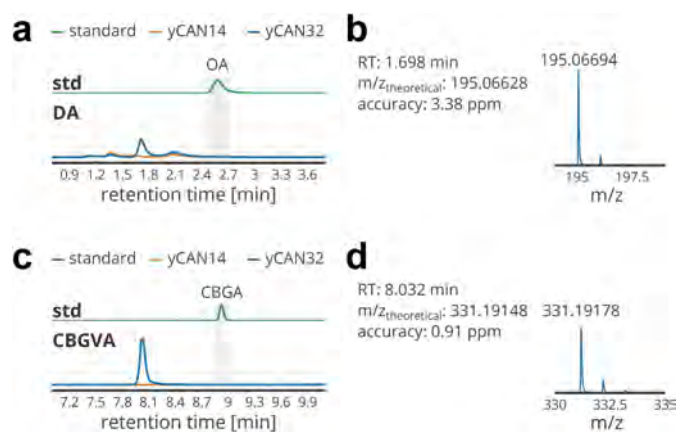 a
standard yCAN14 yCAN32
OA
std
DA
0.9 1.2 1.5 1.8 2.1 2.4 2.7 3 3.3 3.6
retention time [min]
b
RT: 1.698 min
m/ztheoretical: 195.06628
accuracy: 3.38 ppm
195.06694
195 197.5
m/z
c
standard yCAN14 yCAN32
CBGA
std
CBGVA
7.2 7.5 7.8 8.1 8.4 8.7 9 9.3 9.6 9.9
retention time [min]
d
RT: 8.032 min
m/ztheoretical: 331.19148
accuracy: 0.91 ppm
331.19178
330 332.5 335
m/z